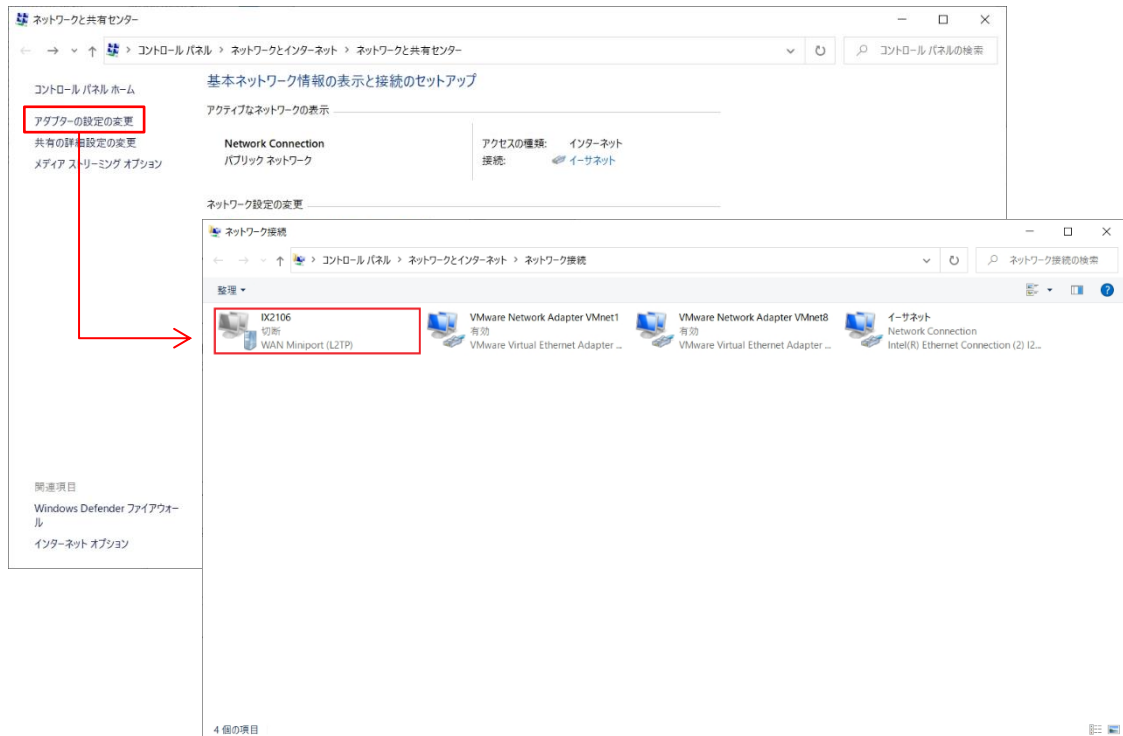 ネットワークと共有センター
コントロール パネル › ネットワークとインターネット › ネットワークと共有センター
コントロール パネルの検索
コントロール パネル ホーム
アダプターの設定の変更
共有の詳細設定の変更
メディア ストリーミング オプション
基本ネットワーク情報の表示と接続のセットアップ
アクティブなネットワークの表示
Network Connection
パブリック ネットワーク
アクセスの種類: インターネット
接続: イーサネット
ネットワーク設定の変更
関連項目
Windows Defender ファイアウォー
ル
インターネット オプション
ネットワーク接続
コントロール パネル › ネットワークとインターネット › ネットワーク接続
ネットワーク接続の検索
整理
IX2106
切断
WAN Miniport (L2TP)
VMware Network Adapter VMnet1
有効
VMware Virtual Ethernet Adapter ...
VMware Network Adapter VMnet8
有効
VMware Virtual Ethernet Adapter ...
イーサネット
Network Connection
Intel(R) Ethernet Connection (2) I2...
4 個の項目